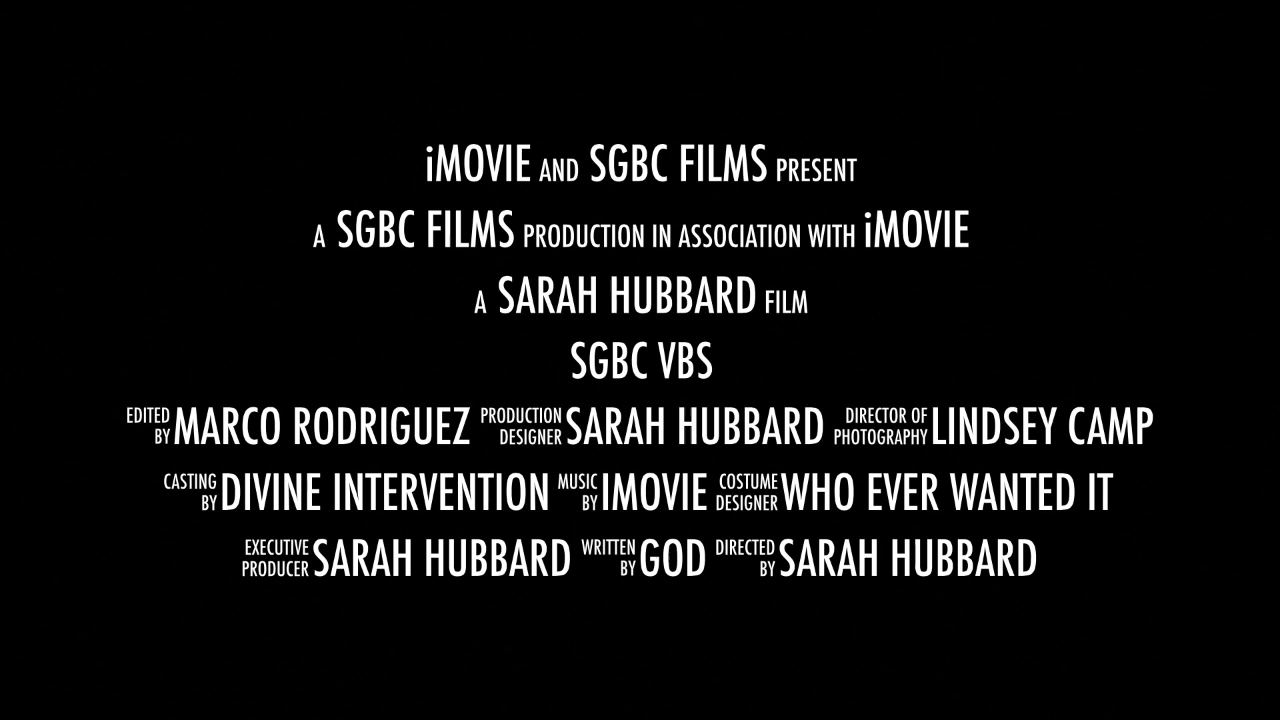 iMOVIE AND SGBC FILMS PRESENT
A SGBC FILMS PRODUCTION IN ASSOCIATION WITH iMOVIE
A SARAH HUBBARD FILM
SGBC VBS
EDITED BY MARCO RODRIGUEZ PRODUCTION DESIGNER SARAH HUBBARD DIRECTOR OF PHOTOGRAPHY LINDSEY CAMP
CASTING BY DIVINE INTERVENTION MUSIC BY IMOVIE COSTUME DESIGNER WHO EVER WANTED IT
EXECUTIVE PRODUCER SARAH HUBBARD WRITTEN BY GOD DIRECTED BY SARAH HUBBARD